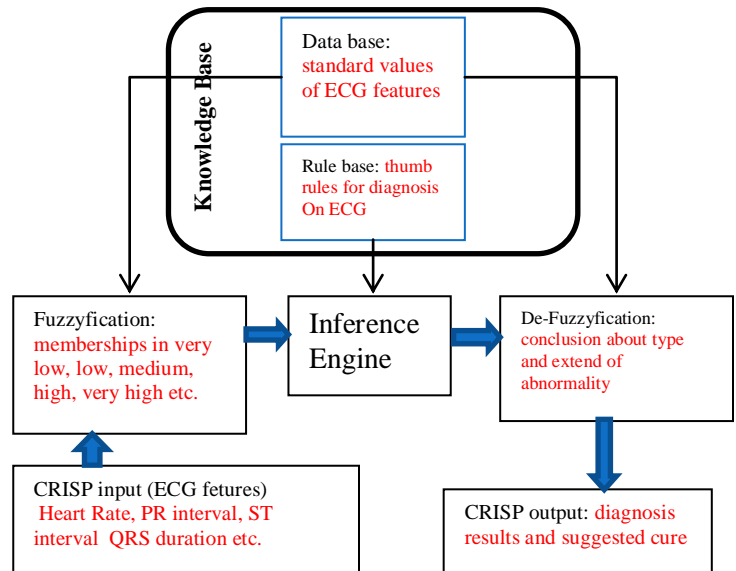 Knowledge Base
Data base:
standard values
of ECG features
Rule base: thumb
rules for diagnosis
On ECG
Fuzzyfication:
memberships in very
low, low, medium,
high, very high etc.
Inference
Engine
De-Fuzzyfication:
conclusion about type
and extend of
abnormality
CRISP input (ECG fetures)
Heart Rate, PR interval, ST
interval QRS duration etc.
CRISP output: diagnosis
results and suggested cure